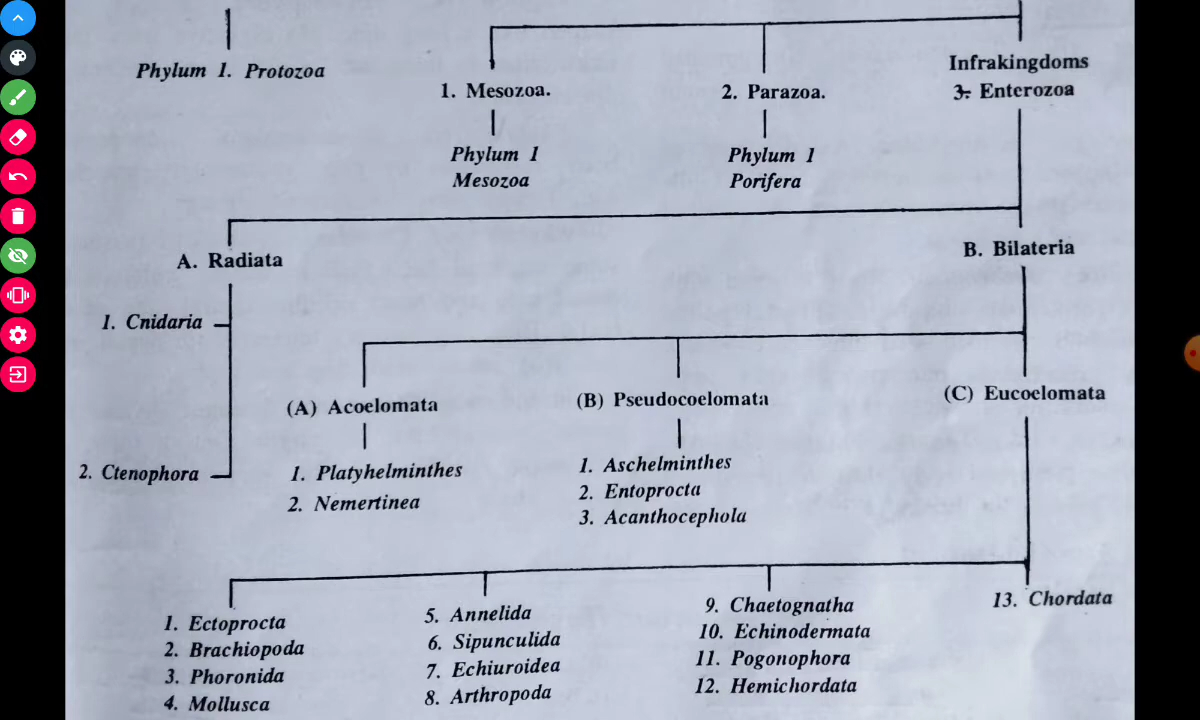 Phylum 1. Protozoa
1. Mesozoa.
Phylum 1
Mesozoa
2. Parazoa.
Phylum 1
Porifera
Infrakingdoms
3. Enterozoa
A. Radiata
B. Bilateria
1. Cnidaria
2. Ctenophora
(A) Acoelomata
(B) Pseudocoelomata
(C) Eucoelomata
1. Platyhelminthes
2. Nemertinea
1. Aschelminthes
2. Entoprocta
3. Acanthocephola
1. Ectoprocta
2. Brachiopoda
3. Phoronida
4. Mollusca
5. Annelida
6. Sipunculida
7. Echiuroidea
8. Arthropoda
9. Chaetognatha
10. Echinodermata
11. Pogonophora
12. Hemichordata
13. Chordata